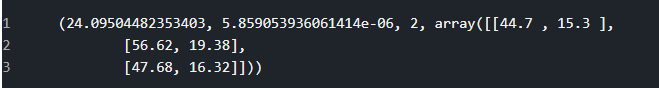 1 (24.09504482353403, 5.859053936061414e-06, 2, array([[44.7 , 15.3 ],
2 [56.62, 19.38],
3 [47.68, 16.32]]))